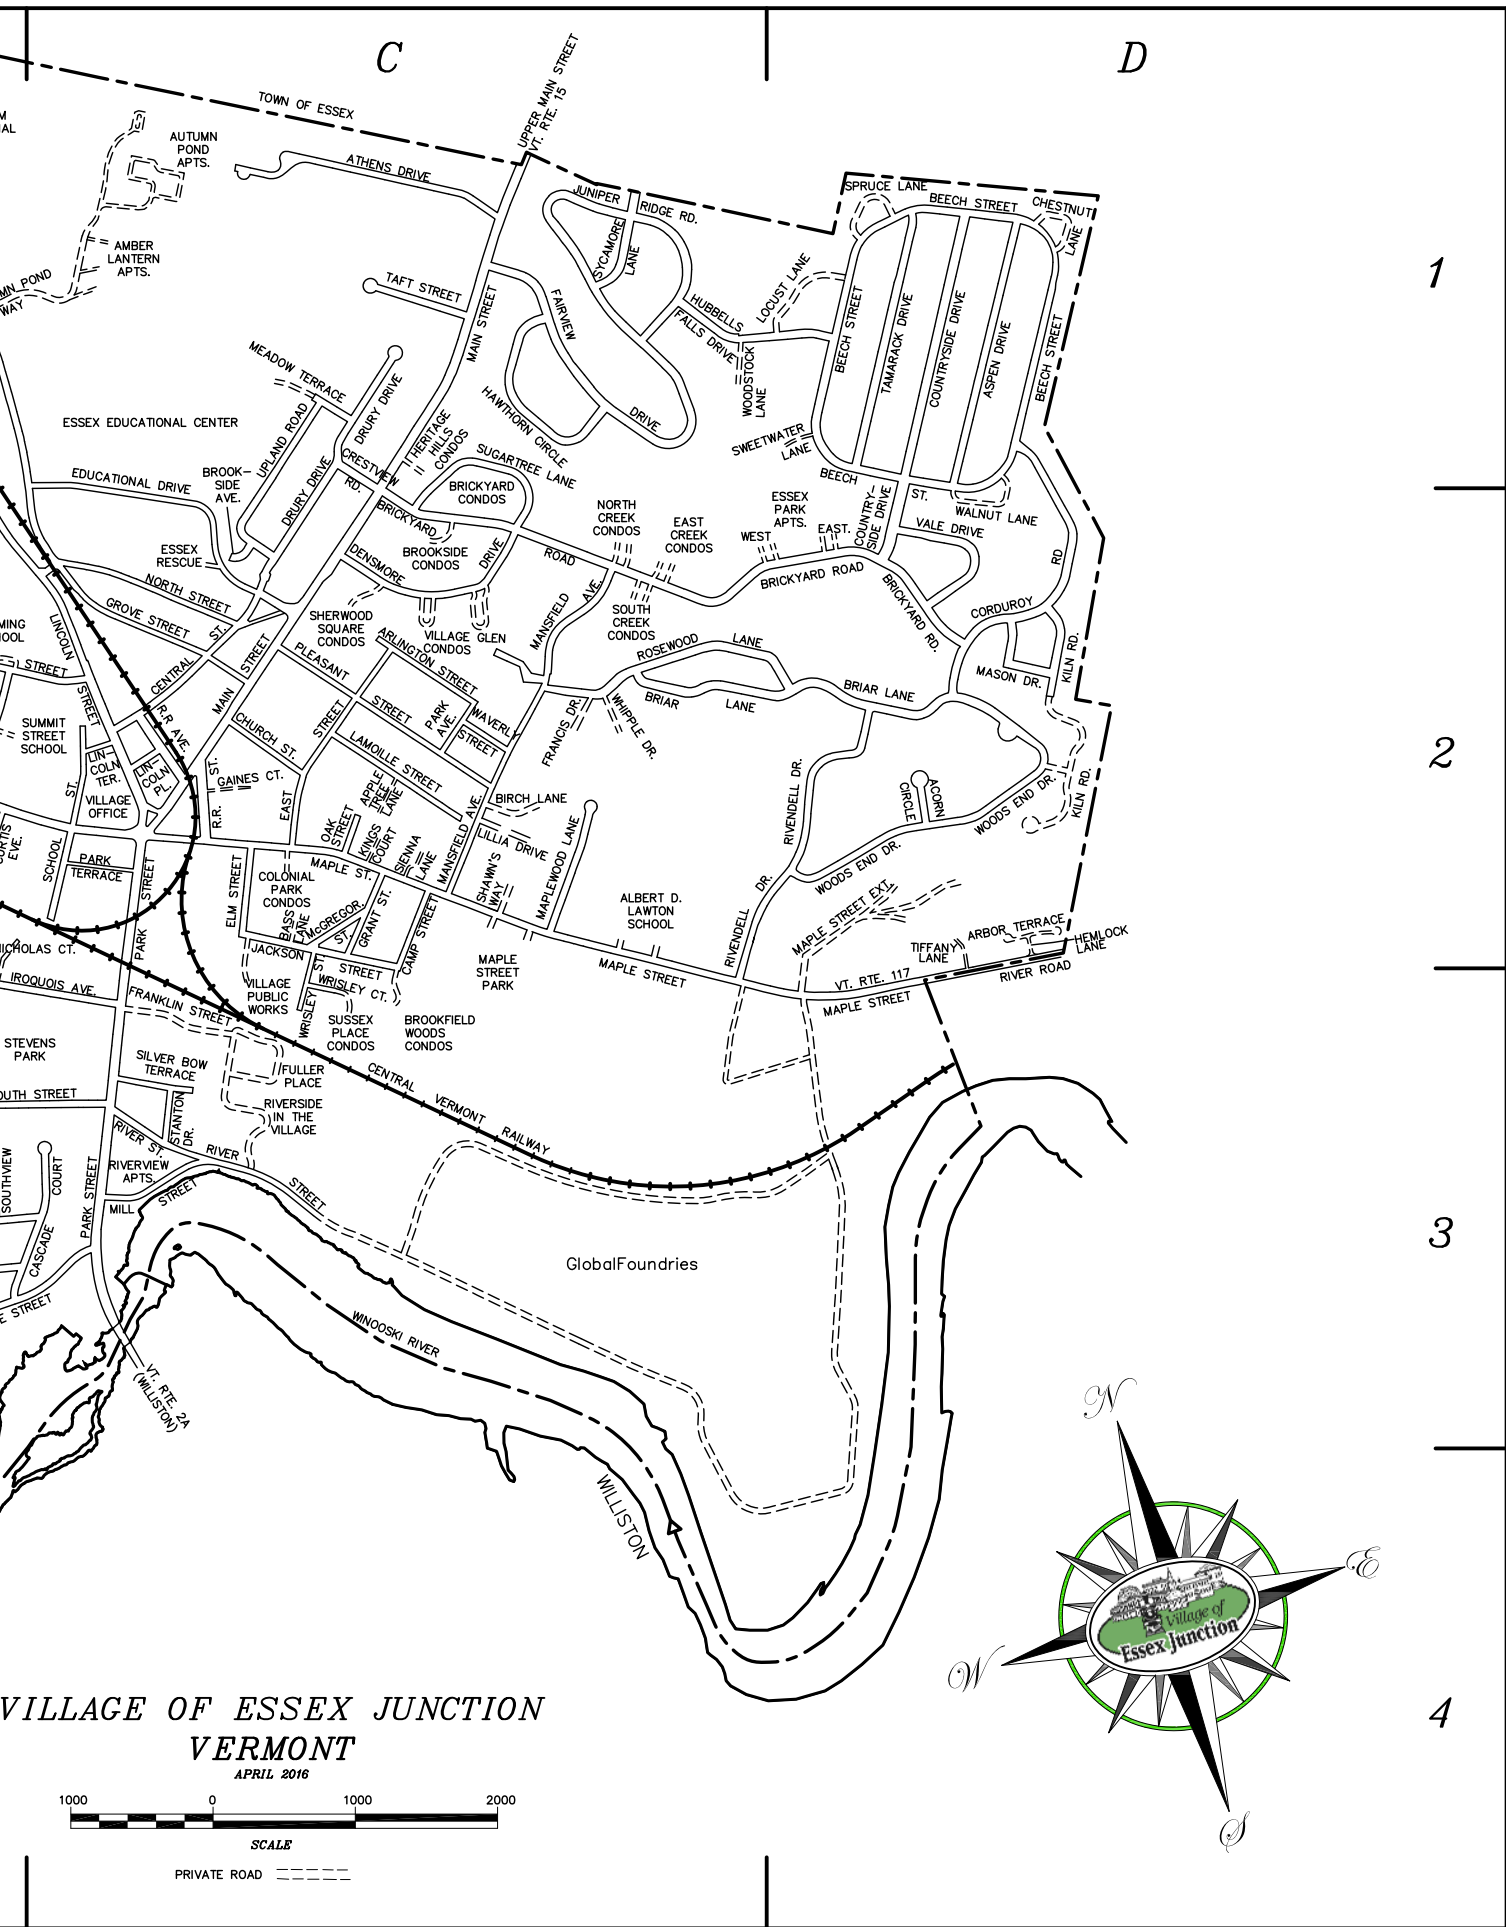 C
D
1
2
3
4
TOWN OF ESSEX
UPPER MAIN STREET
VT. RTE. 15
AUTUMN
POND
APTS.
ATHENS DRIVE
AMBER
LANTERN
APTS.
MN POND
WAY
TAFT STREET
MAIN STREET
JUNIPER
RIDGE RD.
SYCAMORE
LANE
FAIRVIEW
DRIVE
HUBBELLS
FALLS DRIVE
LOCUST LANE
WOODSTOCK
LANE
SPRUCE LANE
BEECH STREET
CHESTNUT
LANE
BEECH STREET
TAMARACK DRIVE
COUNTRYSIDE DRIVE
ASPEN DRIVE
BEECH STREET
SWEETWATER
LANE
BEECH
ST.
WALNUT LANE
COUNTRY-
SIDE DRIVE
VALE DRIVE
MEADOW TERRACE
UPLAND ROAD
DRURY DRIVE
DRURY DRIVE
HAWTHORN CIRCLE
HERITAGE
HILLS
CONDOS
CRESTVIEW
RD.
SUGARTREE LANE
BRICKYARD
CONDOS
ESSEX EDUCATIONAL CENTER
EDUCATIONAL DRIVE
BROOK-
SIDE
AVE.
ESSEX
RESCUE
BRICKYARD
ROAD
DENSMORE
DRIVE
BROOKSIDE
CONDOS
NORTH
CREEK
CONDOS
EAST
CREEK
CONDOS
ESSEX
PARK
APTS.
WEST
EAST.
BRICKYARD ROAD
BRICKYARD RD.
CORDUROY
RD
KILN RD.
MASON DR.
NORTH STREET
GROVE STREET
ST.
CENTRAL
MAIN
STREET
SHERWOOD
SQUARE
CONDOS
VILLAGE GLEN
CONDOS
MANSFIELD
AVE.
SOUTH
CREEK
CONDOS
ROSEWOOD
LANE
BRIAR
LANE
BRIAR LANE
LINCOLN
STREET
STREET
SUMMIT
STREET
SCHOOL
R.R AVE.
PLEASANT
STREET
ARLINGTON STREET
PARK
AVE.
WAVERLY
STREET
FRANCIS DR.
WHIPPLE DR.
CHURCH ST.
STREET
EAST
LAMOILLE STREET
LIN-
COLN
TER.
LIN-
COLN
PL.
VILLAGE
OFFICE
ST.
SCHOOL
GAINES CT.
R.R.
ST.
OAK
STREET
APPLE
TREE
LANE
KINGS
COURT
SIENNA
LANE
MANSFIELD AVE.
BIRCH LANE
LILLIA DRIVE
MAPLEWOOD LANE
SHAWN'S
WAY
RIVENDELL DR.
ACORN
CIRCLE
WOODS END DR.
WOODS END DR.
KILN RD.
PARK
TERRACE
STREET
PARK
ELM STREET
COLONIAL
PARK
CONDOS
MAPLE ST.
BASS
LANE
McGREGOR
ST.
GRANT ST.
CAMP STREET
JACKSON
STREET
ST.
WRISLEY
WRISLEY CT.
VILLAGE
PUBLIC
WORKS
SUSSEX
PLACE
CONDOS
BROOKFIELD
WOODS
CONDOS
MAPLE
STREET
PARK
ALBERT D.
LAWTON
SCHOOL
MAPLE STREET
RIVENDELL
DR.
MAPLE STREET EXT.
TIFFANY
LANE
ARBOR TERRACE
HEMLOCK
LANE
RIVER ROAD
VT. RTE. 117
MAPLE STREET
ICHOLAS CT.
IROQUOIS AVE.
FRANKLIN STREET
STEVENS
PARK
SILVER BOW
TERRACE
FULLER
PLACE
RIVERSIDE
IN THE
VILLAGE
OUTH STREET
STANTON
DR.
RIVER ST.
RIVER
STREET
RIVERVIEW
APTS.
MILL
STREET
PARK STREET
SOUTHVIEW
COURT
CASCADE
E STREET
CENTRAL
VERMONT
RAILWAY
GlobalFoundries
WINOOSKI RIVER
VT. RTE. 2A
(WILLISTON)
WILLISTON
N
E
W
S
Village of
Essex Junction
VILLAGE OF ESSEX JUNCTION
VERMONT
APRIL 2016
1000 0 1000 2000
SCALE
PRIVATE ROAD